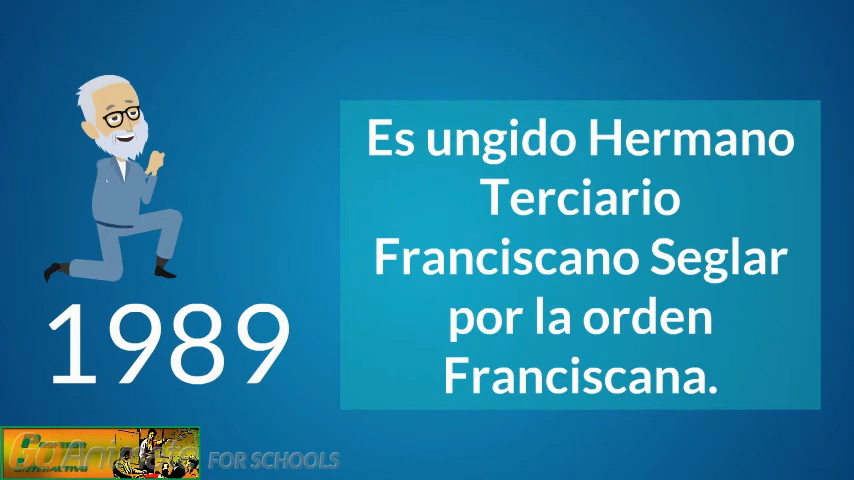 Es ungido Hermano
Terciario
Franciscano Seglar
por la orden
Franciscana.
1989
FOR SCHOOLS